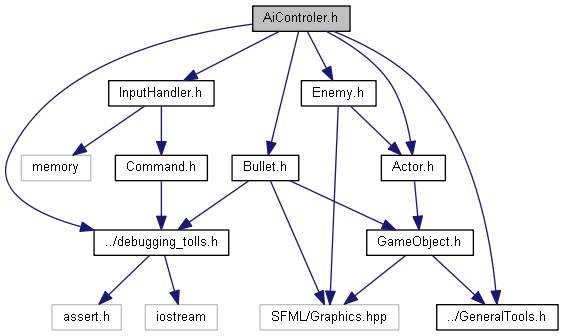 AiControler.h
InputHandler.h
Enemy.h
memory
Command.h
Bullet.h
Actor.h
../debugging_tolls.h
GameObject.h
assert.h
iostream
SFML/Graphics.hpp
../GeneralTools.h